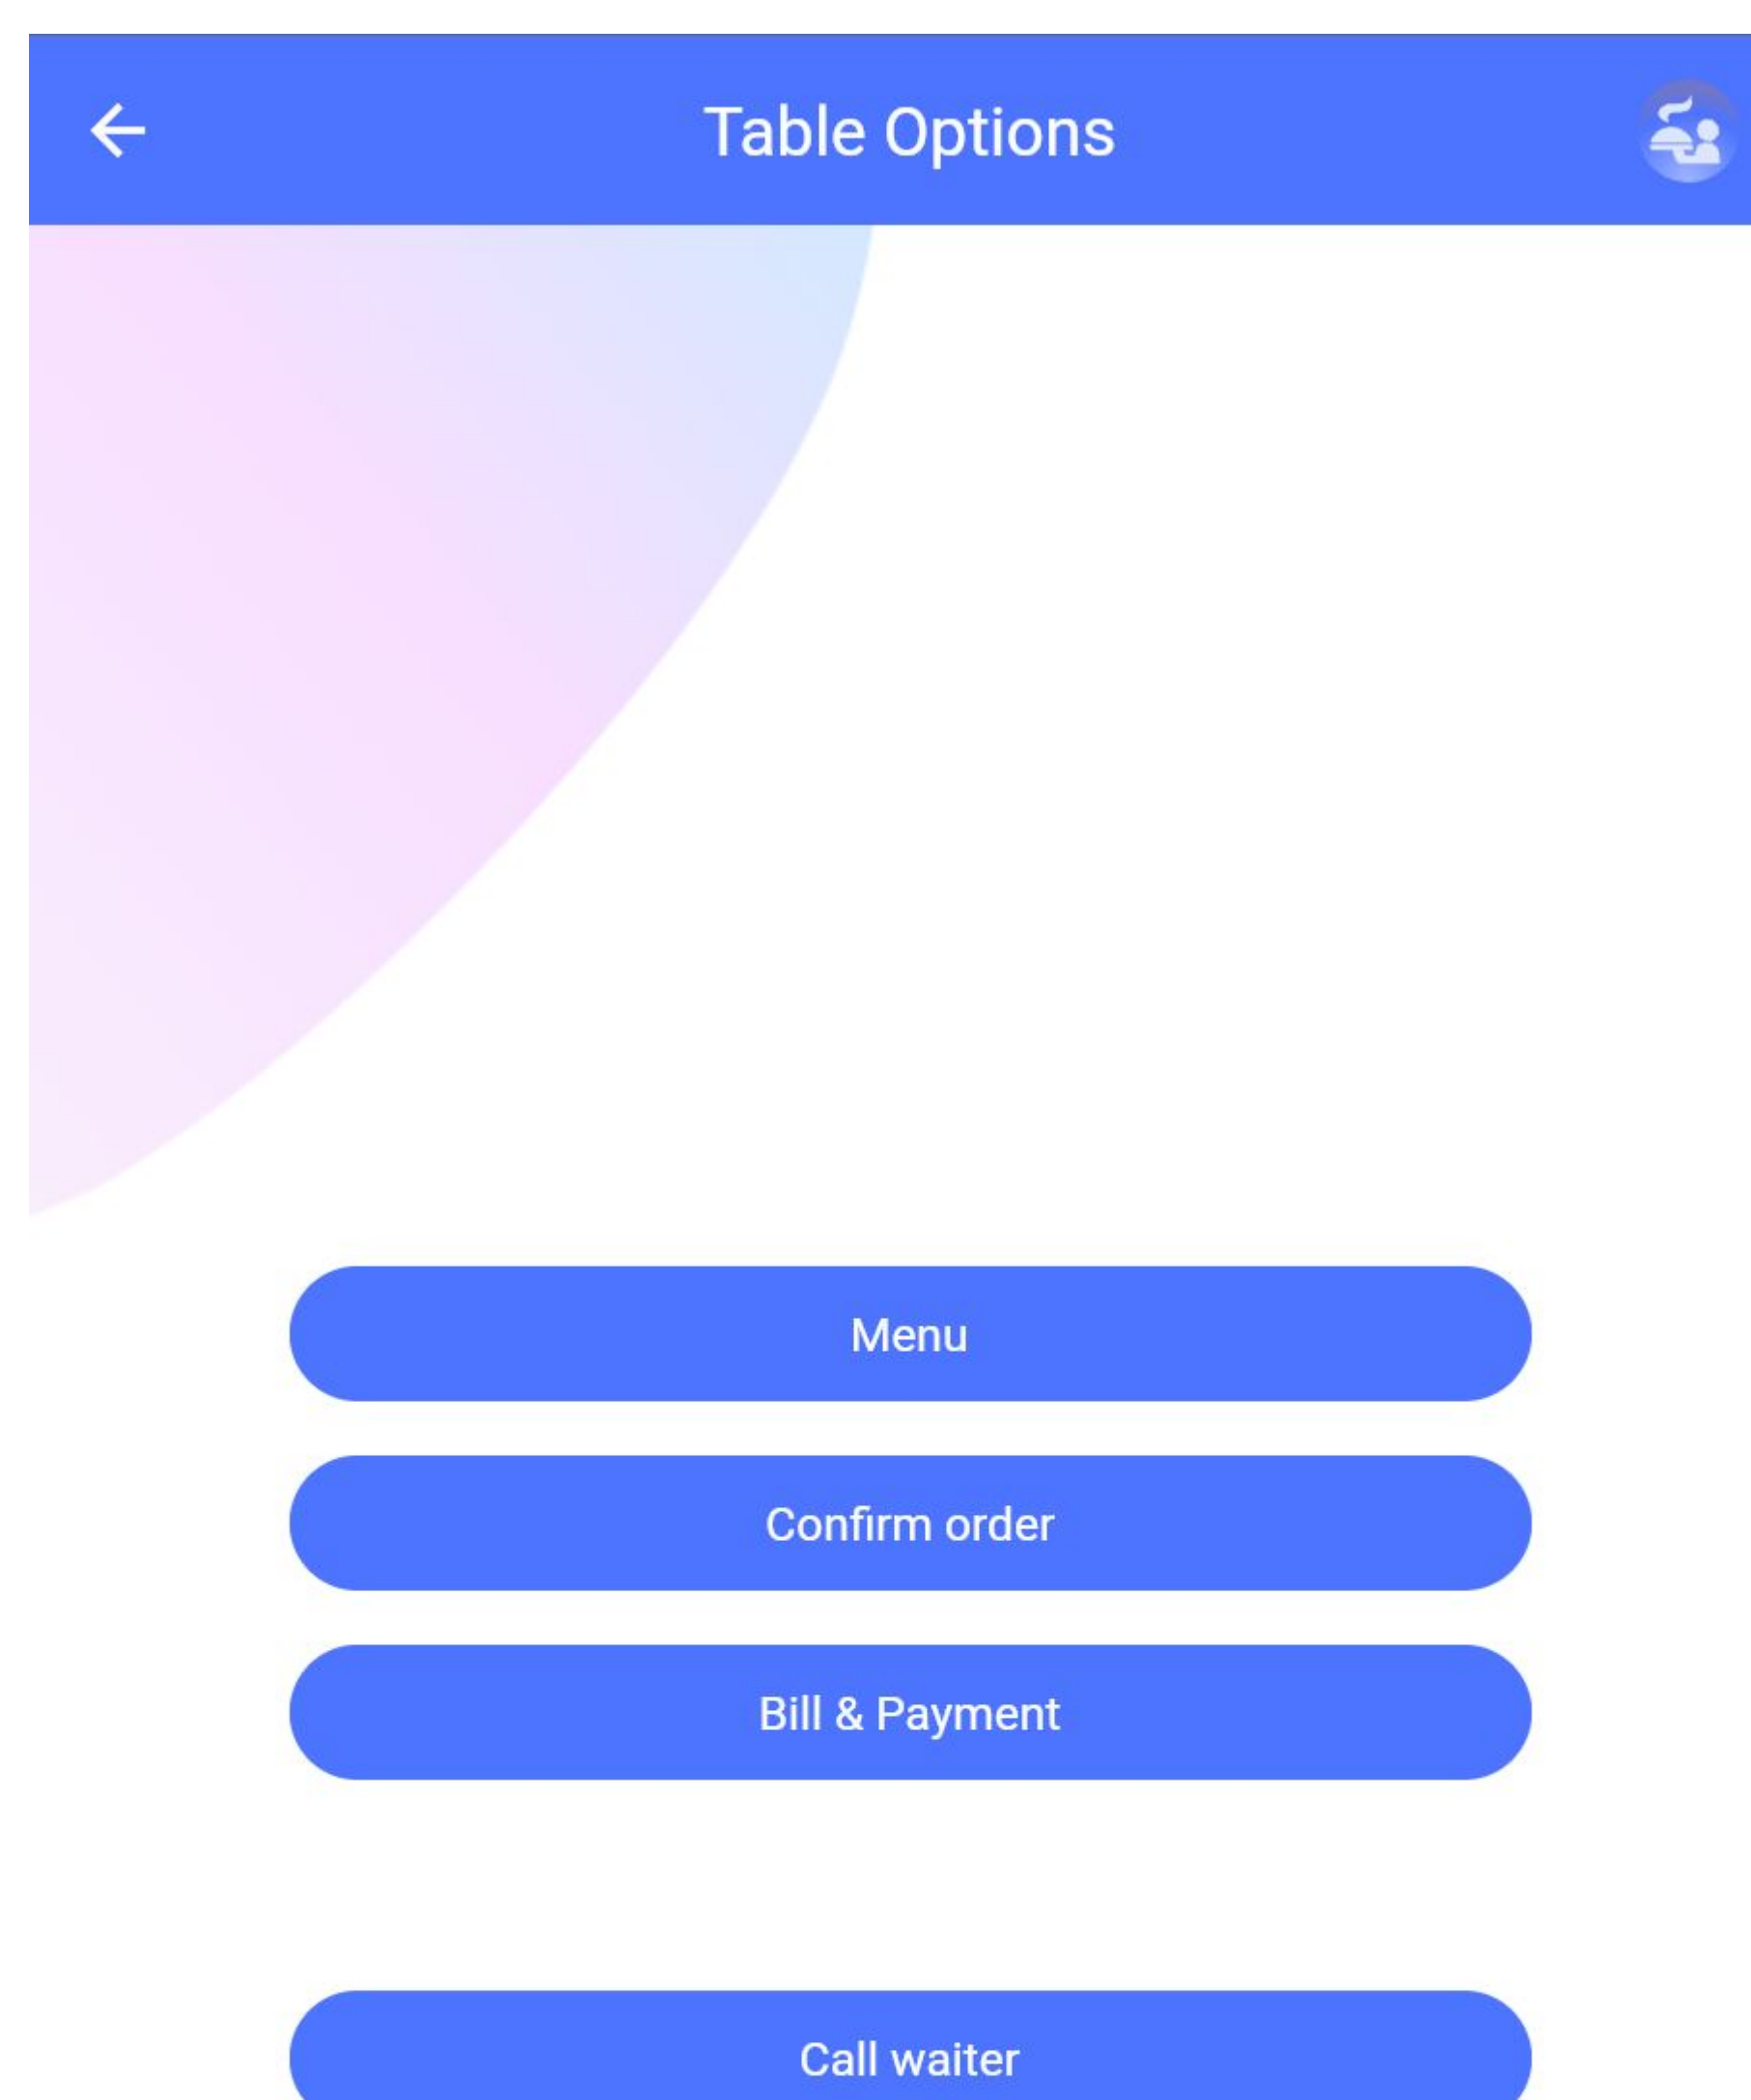 Table Options
Menu
Confirm order
Bill & Payment
Call waiter